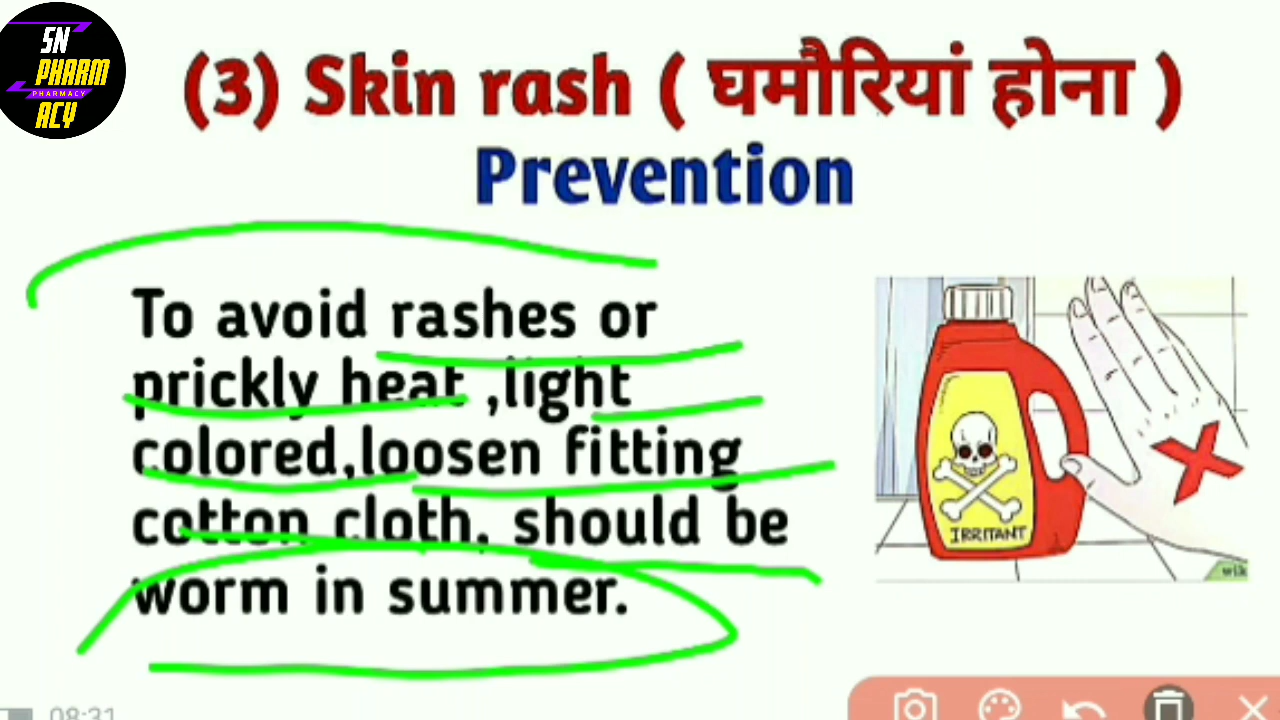 SN
PHARM
PHARMACY
ACY
(3) Skin rash ( घमौरियां होना )
Prevention
To avoid rashes or
prickly heat ,light
colored,loosen fitting
cotton cloth, should be
worm in summer.
IRRITANT
wik
08:31